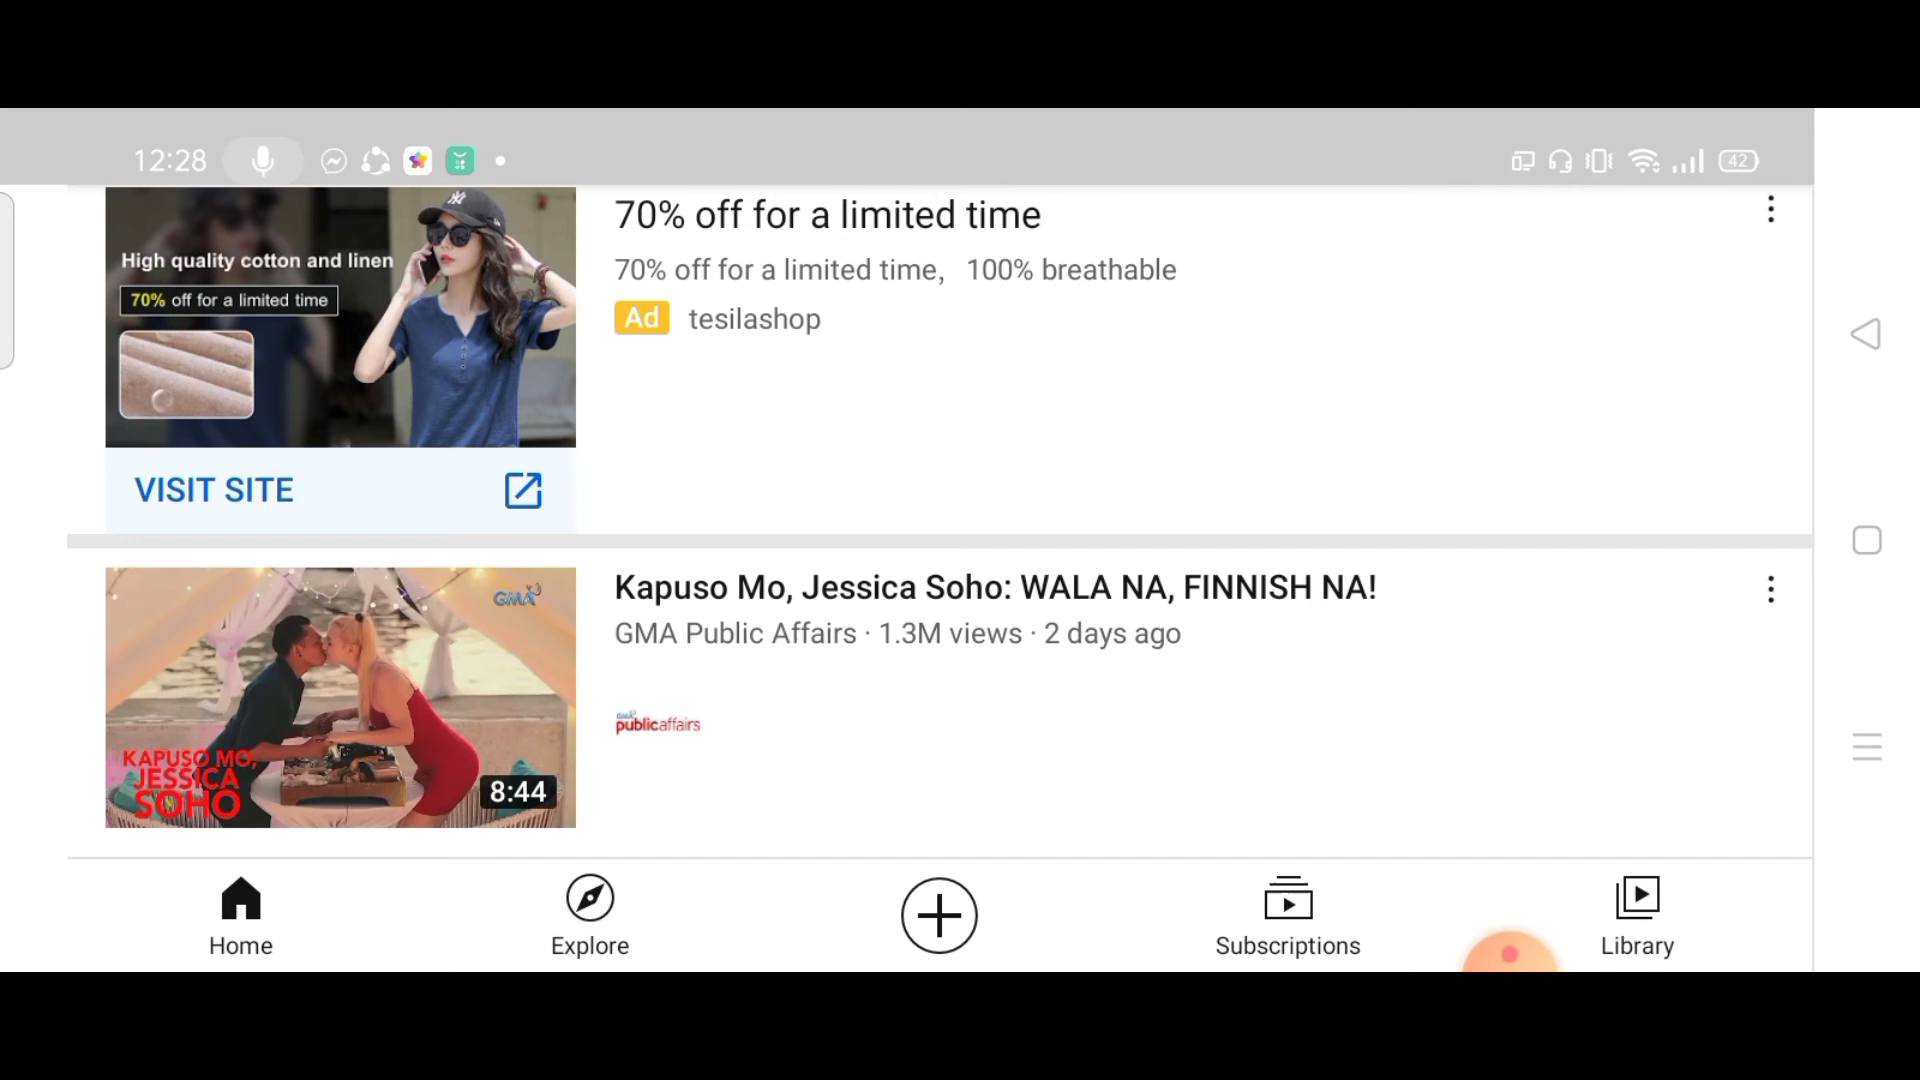 12:28
42
70% off for a limited time
High quality cotton and linen
70% off for a limited time, 100% breathable
70% off for a limited time
Ad tesilashop
NY
VISIT SITE
Kapuso Mo, Jessica Soho: WALA NA, FINNISH NA!
GMA
GMA Public Affairs · 1.3M views · 2 days ago
GMA
publicaffairs
KAPUSO MO,
JESSICA
SOHO
8:44
Home
Explore
Subscriptions
Library